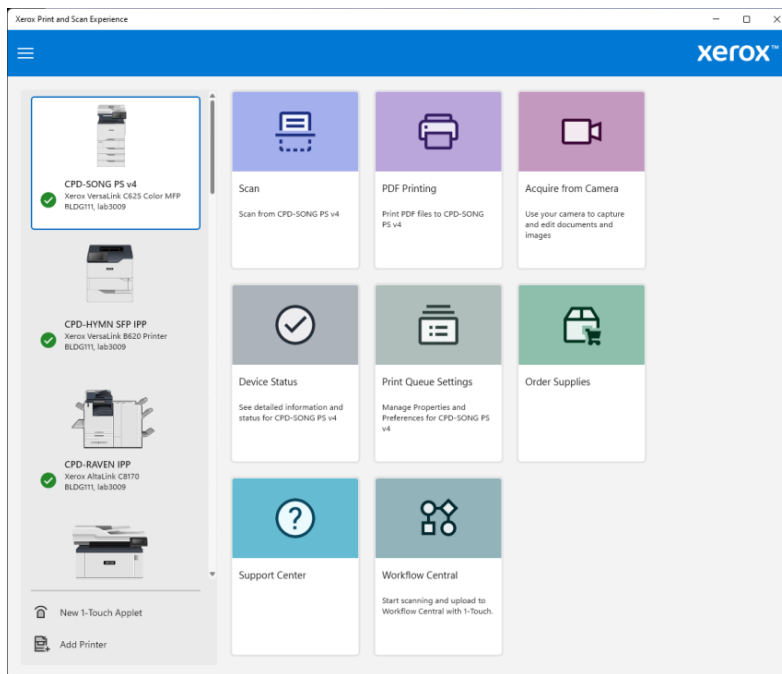 Xerox Print and Scan Experience
xerox™
CPD-SONG PS v4
Xerox VersaLink C625 Color MFP
BLDG111, lab3009
CPD-HYMN SFP IPP
Xerox VersaLink B620 Printer
BLDG111, lab3009
CPD-RAVEN IPP
Xerox AltaLink C8170
BLDG111, lab3009
New 1-Touch Applet
Add Printer
Scan
Scan from CPD-SONG PS v4
PDF Printing
Print PDF files to CPD-SONG
PS v4
Acquire from Camera
Use your camera to capture
and edit documents and
images
Device Status
See detailed information and
status for CPD-SONG PS v4
Print Queue Settings
Manage Properties and
Preferences for CPD-SONG PS
v4
Order Supplies
Support Center
Workflow Central
Start scanning and upload to
Workflow Central with 1-Touch.